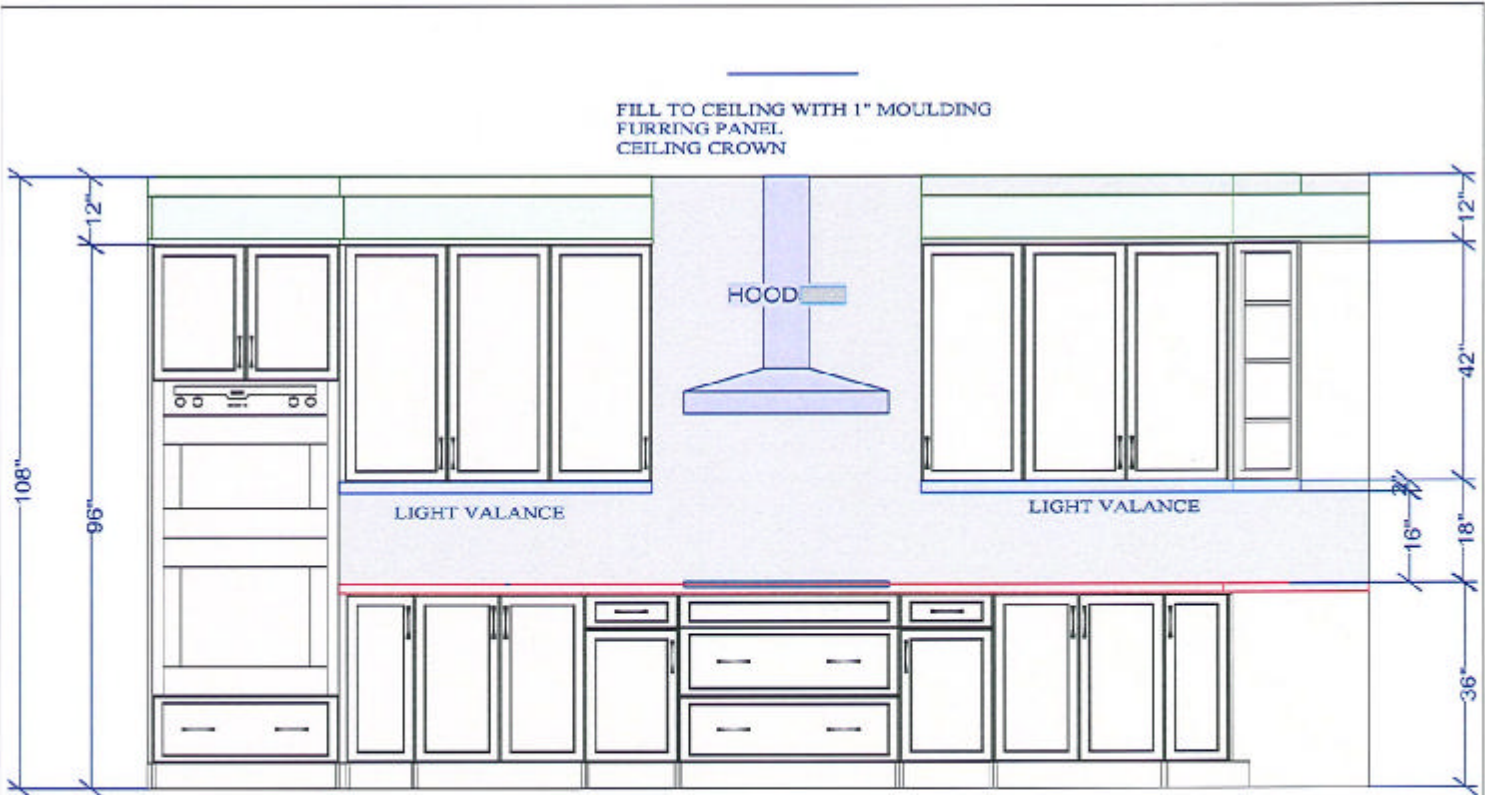 FILL TO CEILING WITH 1" MOULDING
FURRING PANEL
CEILING CROWN
12"
12"
HOOD
42"
108"
96"
2"
LIGHT VALANCE
LIGHT VALANCE
16"
18"
36"